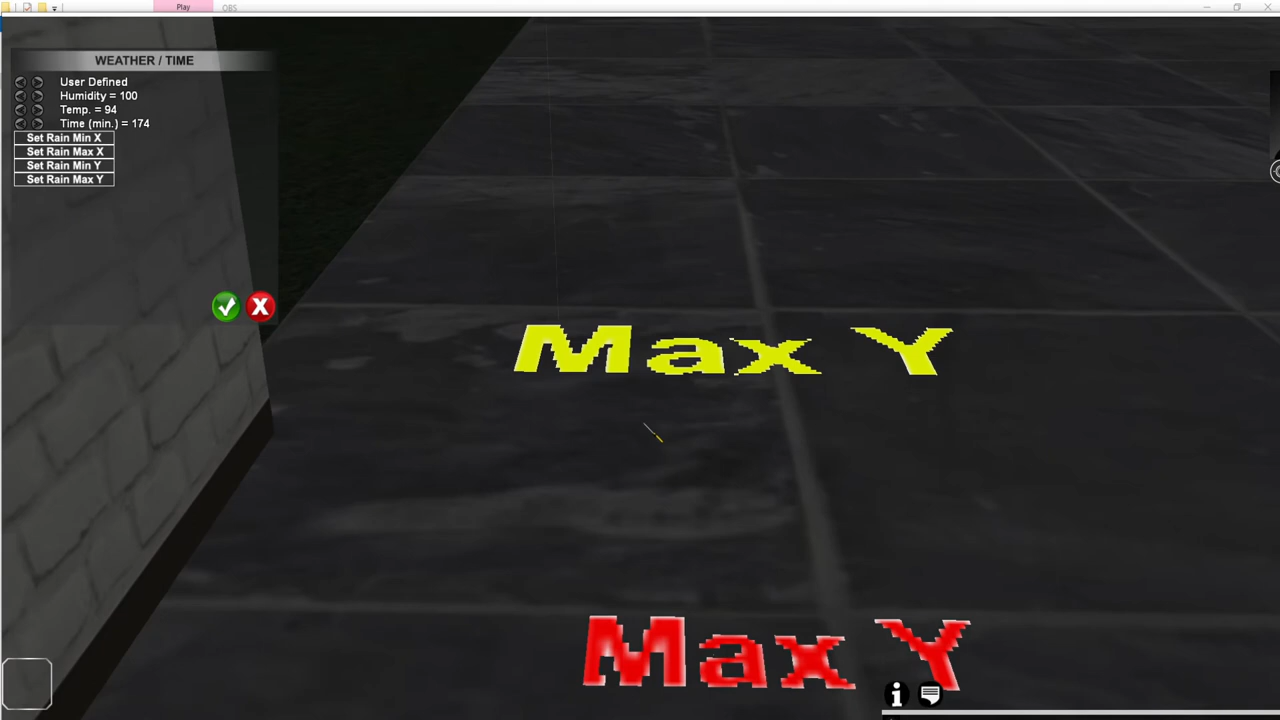 Play
OBS
WEATHER / TIME
User Defined
Humidity = 100
Temp. = 94
Time (min.) = 174
Set Rain Min X
Set Rain Max X
Set Rain Min Y
Set Rain Max Y
Max Y
Max Y